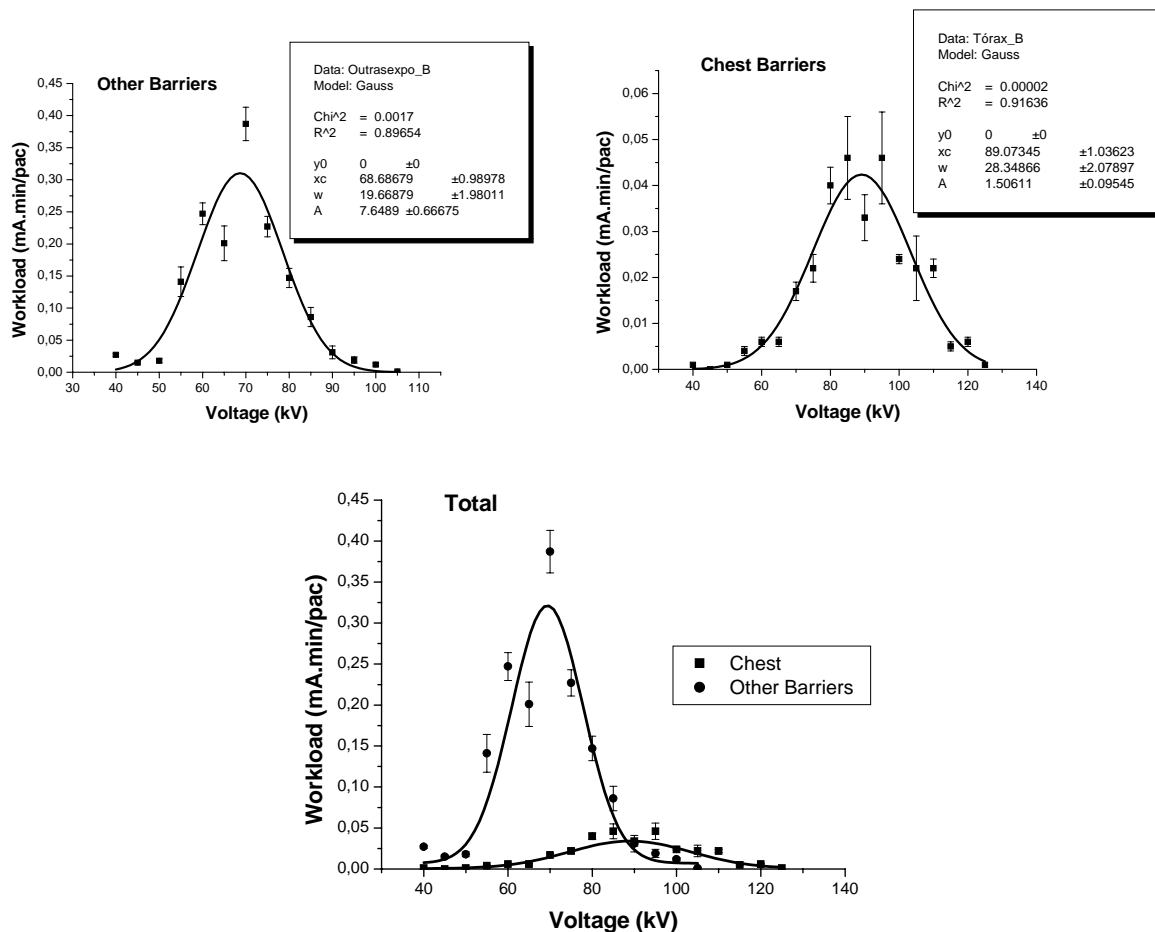 Other Barriers
Data: Outrasexpo_B
Model: Gauss
Chi^2 = 0.0017
R^2 = 0.89654
y0 0 ±0
xc 68.68679 ±0.98978
w 19.66879 ±1.98011
A 7.6489 ±0.66675
0,45
0,40
0,35
0,30
0,25
0,20
0,15
0,10
0,05
0,00
Workload (mA.min/pac)
30 40 50 60 70 80 90 100 110
Voltage (kV)
Chest Barriers
Data: Tórax_B
Model: Gauss
Chi^2 = 0.00002
R^2 = 0.91636
y0 0 ±0
xc 89.07345 ±1.03623
w 28.34866 ±2.07897
A 1.50611 ±0.09545
0,06
0,05
0,04
0,03
0,02
0,01
0,00
Workload (mA.min/pac)
40 60 80 100 120 140
Voltage (kV)
Total
0,50
0,45
0,40
0,35
0,30
0,25
0,20
0,15
0,10
0,05
0,00
Workload (mA.min/pac)
Chest
Other Barriers
40 60 80 100 120 140
Voltage (kV)